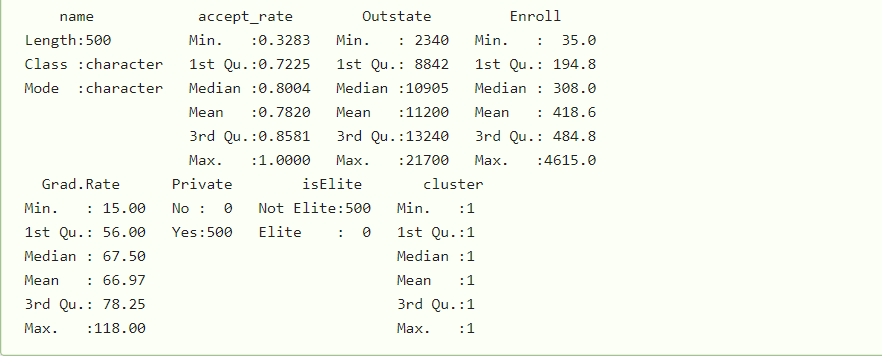 name            accept_rate        Outstate         Enroll      
 Length:500         Min.   :0.3283   Min.   : 2340   Min.   :  35.0  
 Class :character   1st Qu.:0.7225   1st Qu.: 8842   1st Qu.: 194.8  
 Mode  :character   Median :0.8004   Median :10905   Median : 308.0  
                    Mean   :0.7820   Mean   :11200   Mean   : 418.6  
                    3rd Qu.:0.8581   3rd Qu.:13240   3rd Qu.: 484.8  
                    Max.   :1.0000   Max.   :21700   Max.   :4615.0  
   Grad.Rate      Private        isElite       cluster 
 Min.   : 15.00   No :  0   Not Elite:500   Min.   :1  
 1st Qu.: 56.00   Yes:500   Elite    :  0   1st Qu.:1  
 Median : 67.50                             Median :1  
 Mean   : 66.97                             Mean   :1  
 3rd Qu.: 78.25                             3rd Qu.:1  
 Max.   :118.00                             Max.   :1